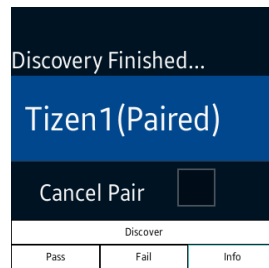 Discovery Finished...
Tizen1(Paired)
Cancel Pair
Discover
Pass Fail Info